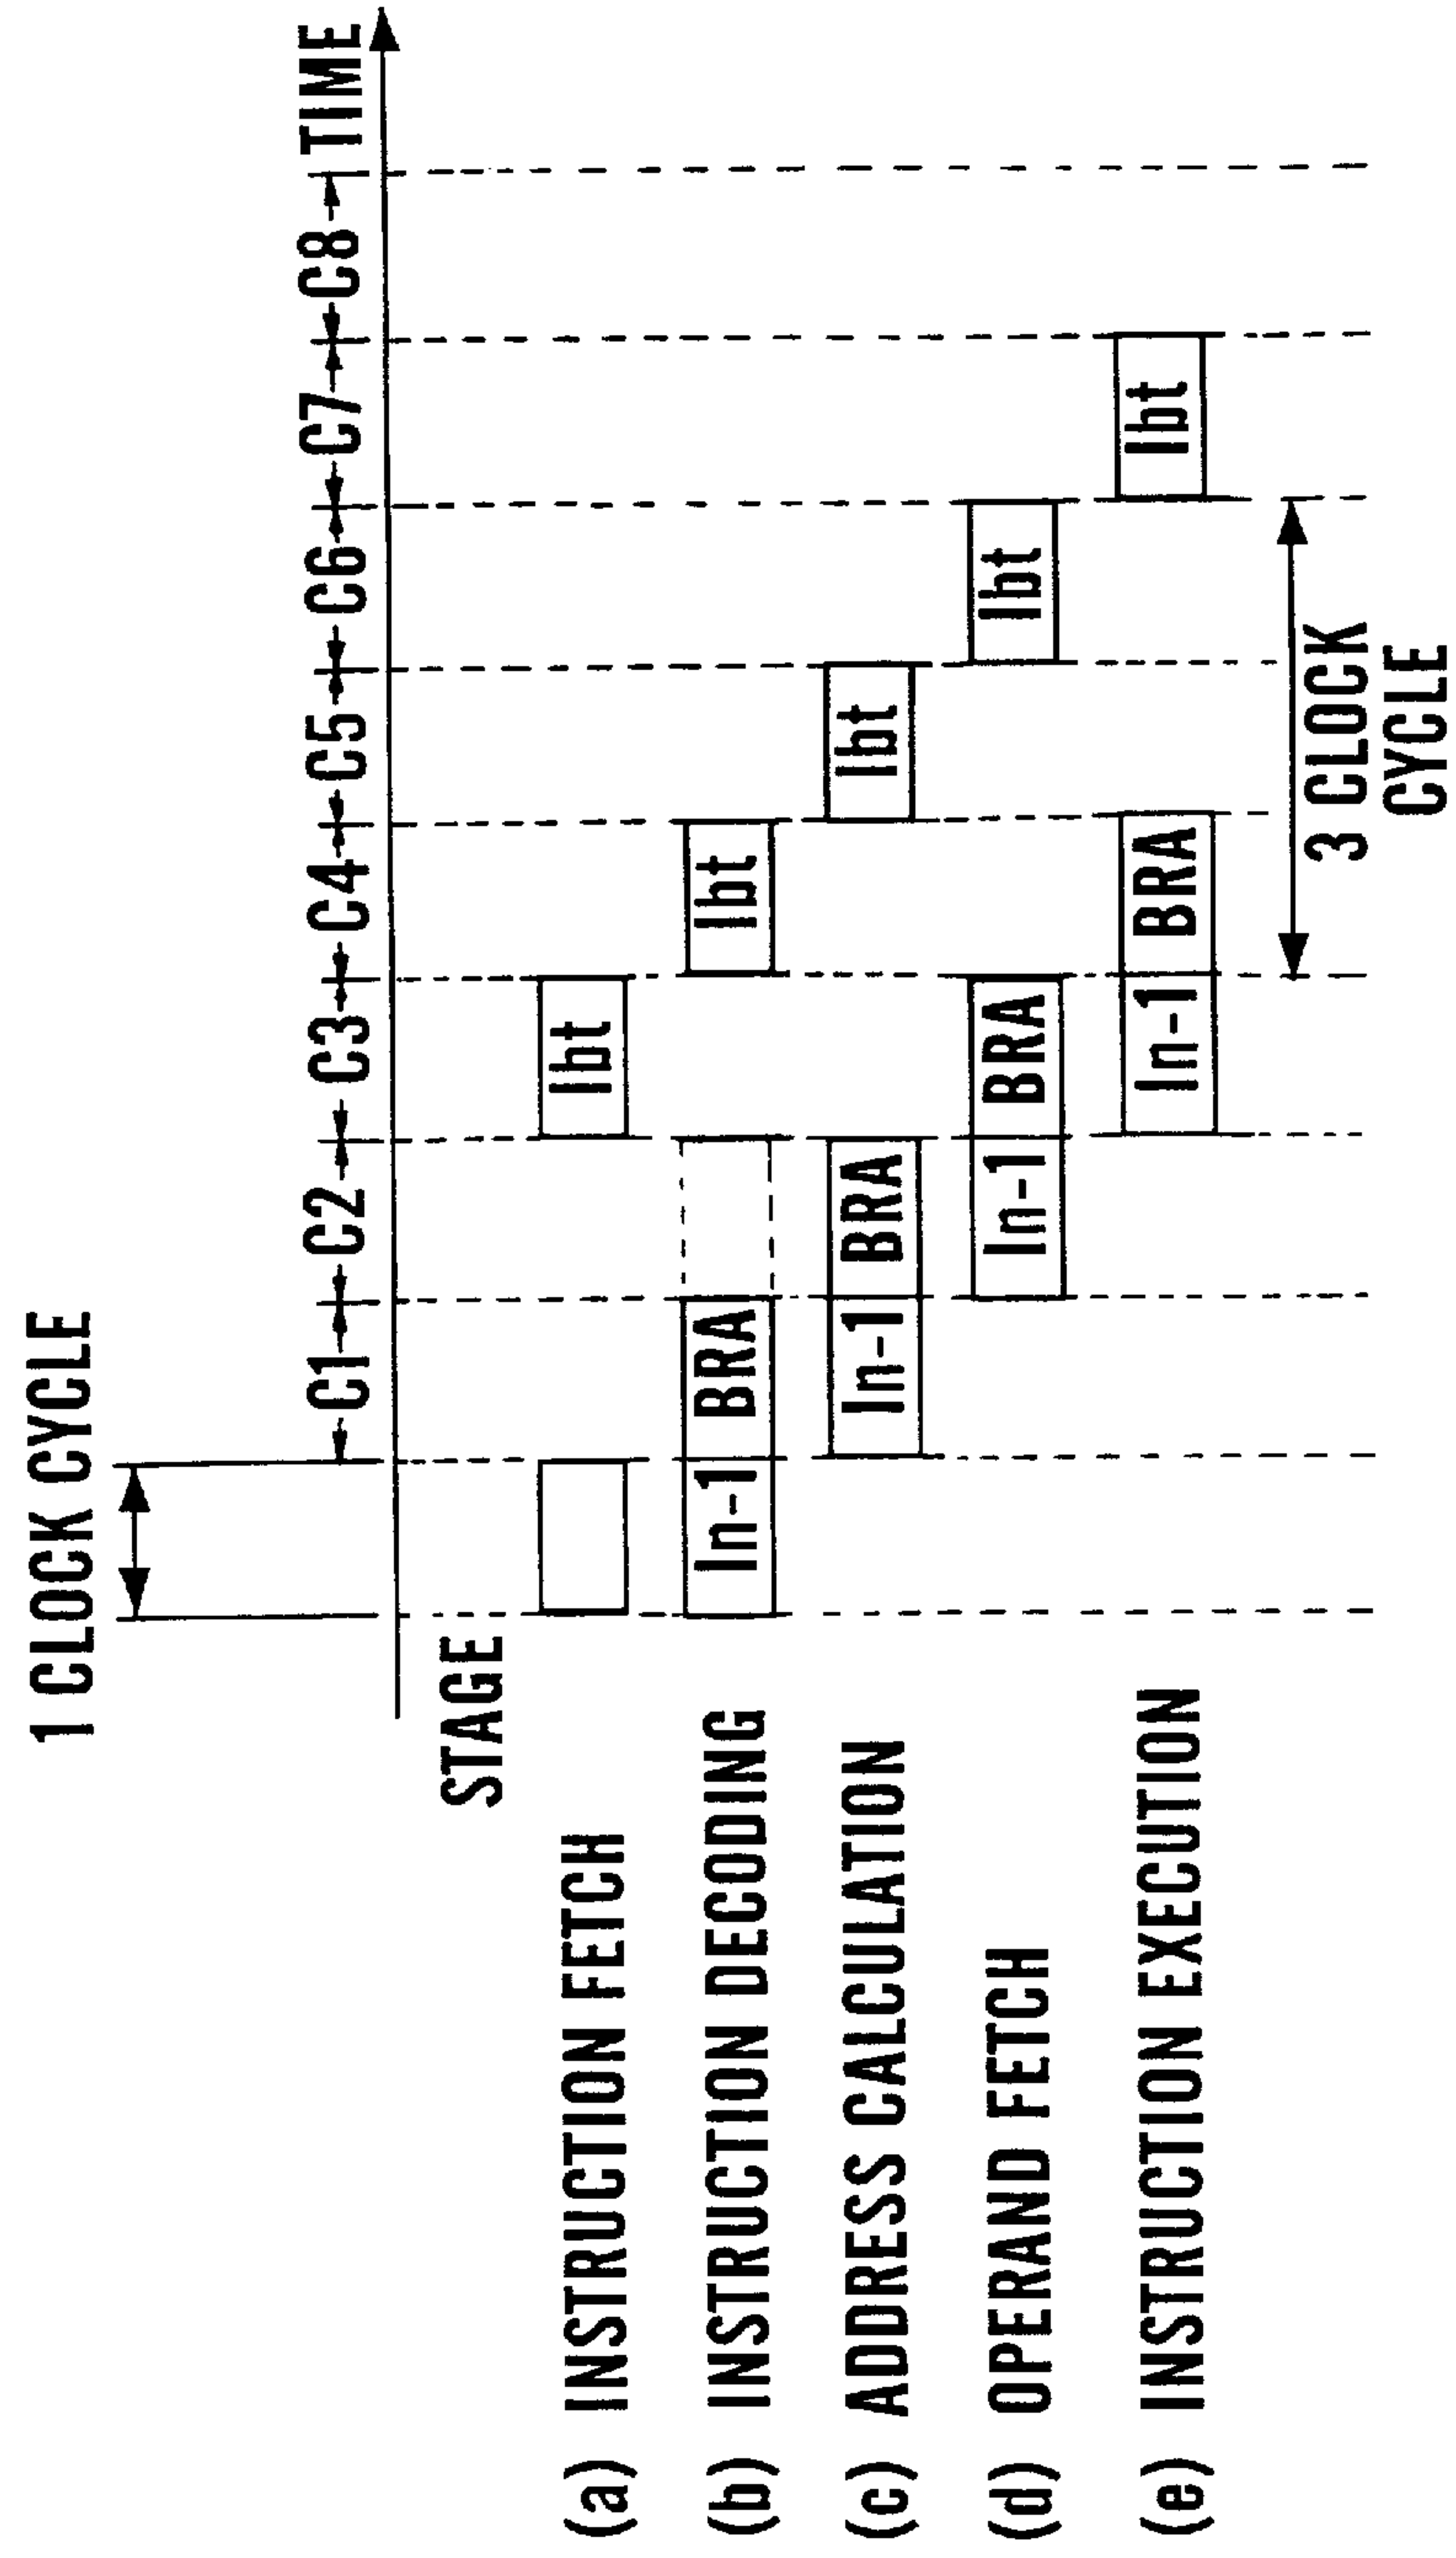 1 CLOCK CYCLE
C1 C2 C3 C4 C5 C6 C7 C8 TIME
STAGE
(a) INSTRUCTION FETCH Ibt
(b) INSTRUCTION DECODING In-1 BRA Ibt
(c) ADDRESS CALCULATION In-1 BRA Ibt
(d) OPERAND FETCH In-1 BRA Ibt
(e) INSTRUCTION EXECUTION In-1 BRA Ibt
3 CLOCK
CYCLE